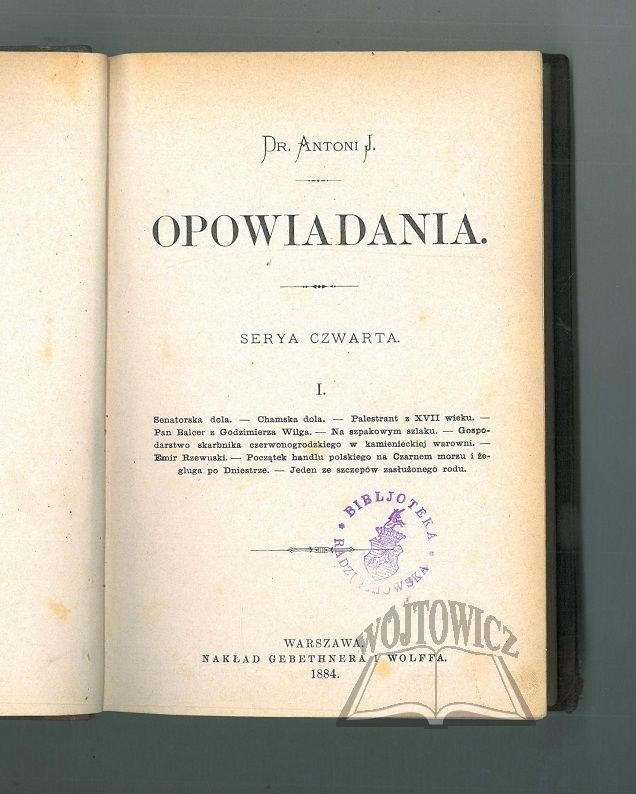 Dr. Antoni J.
OPOWIADANIA.
SERYA CZWARTA.
I.
Senatorska dola. — Chamska dola. — Palestrant z XVII wieku. —
Pan Balcer z Godzimierza Wilga. — Na szpakowym szlaku. — Gospo-
darstwo skarbnika czerwonogrodzkiego w kamienieckiej warowni. —
Emir Rzewuski. — Początek handlu polskiego na Czarnem morzu i że-
gluga po Dniestrze. — Jeden ze szczepów zasłużonego rodu.
BIBLJOTEKA
WARSZAWA.
NAKŁAD GEBETHNERA I WOLFFA.
1884.
WÓJTOWICZ